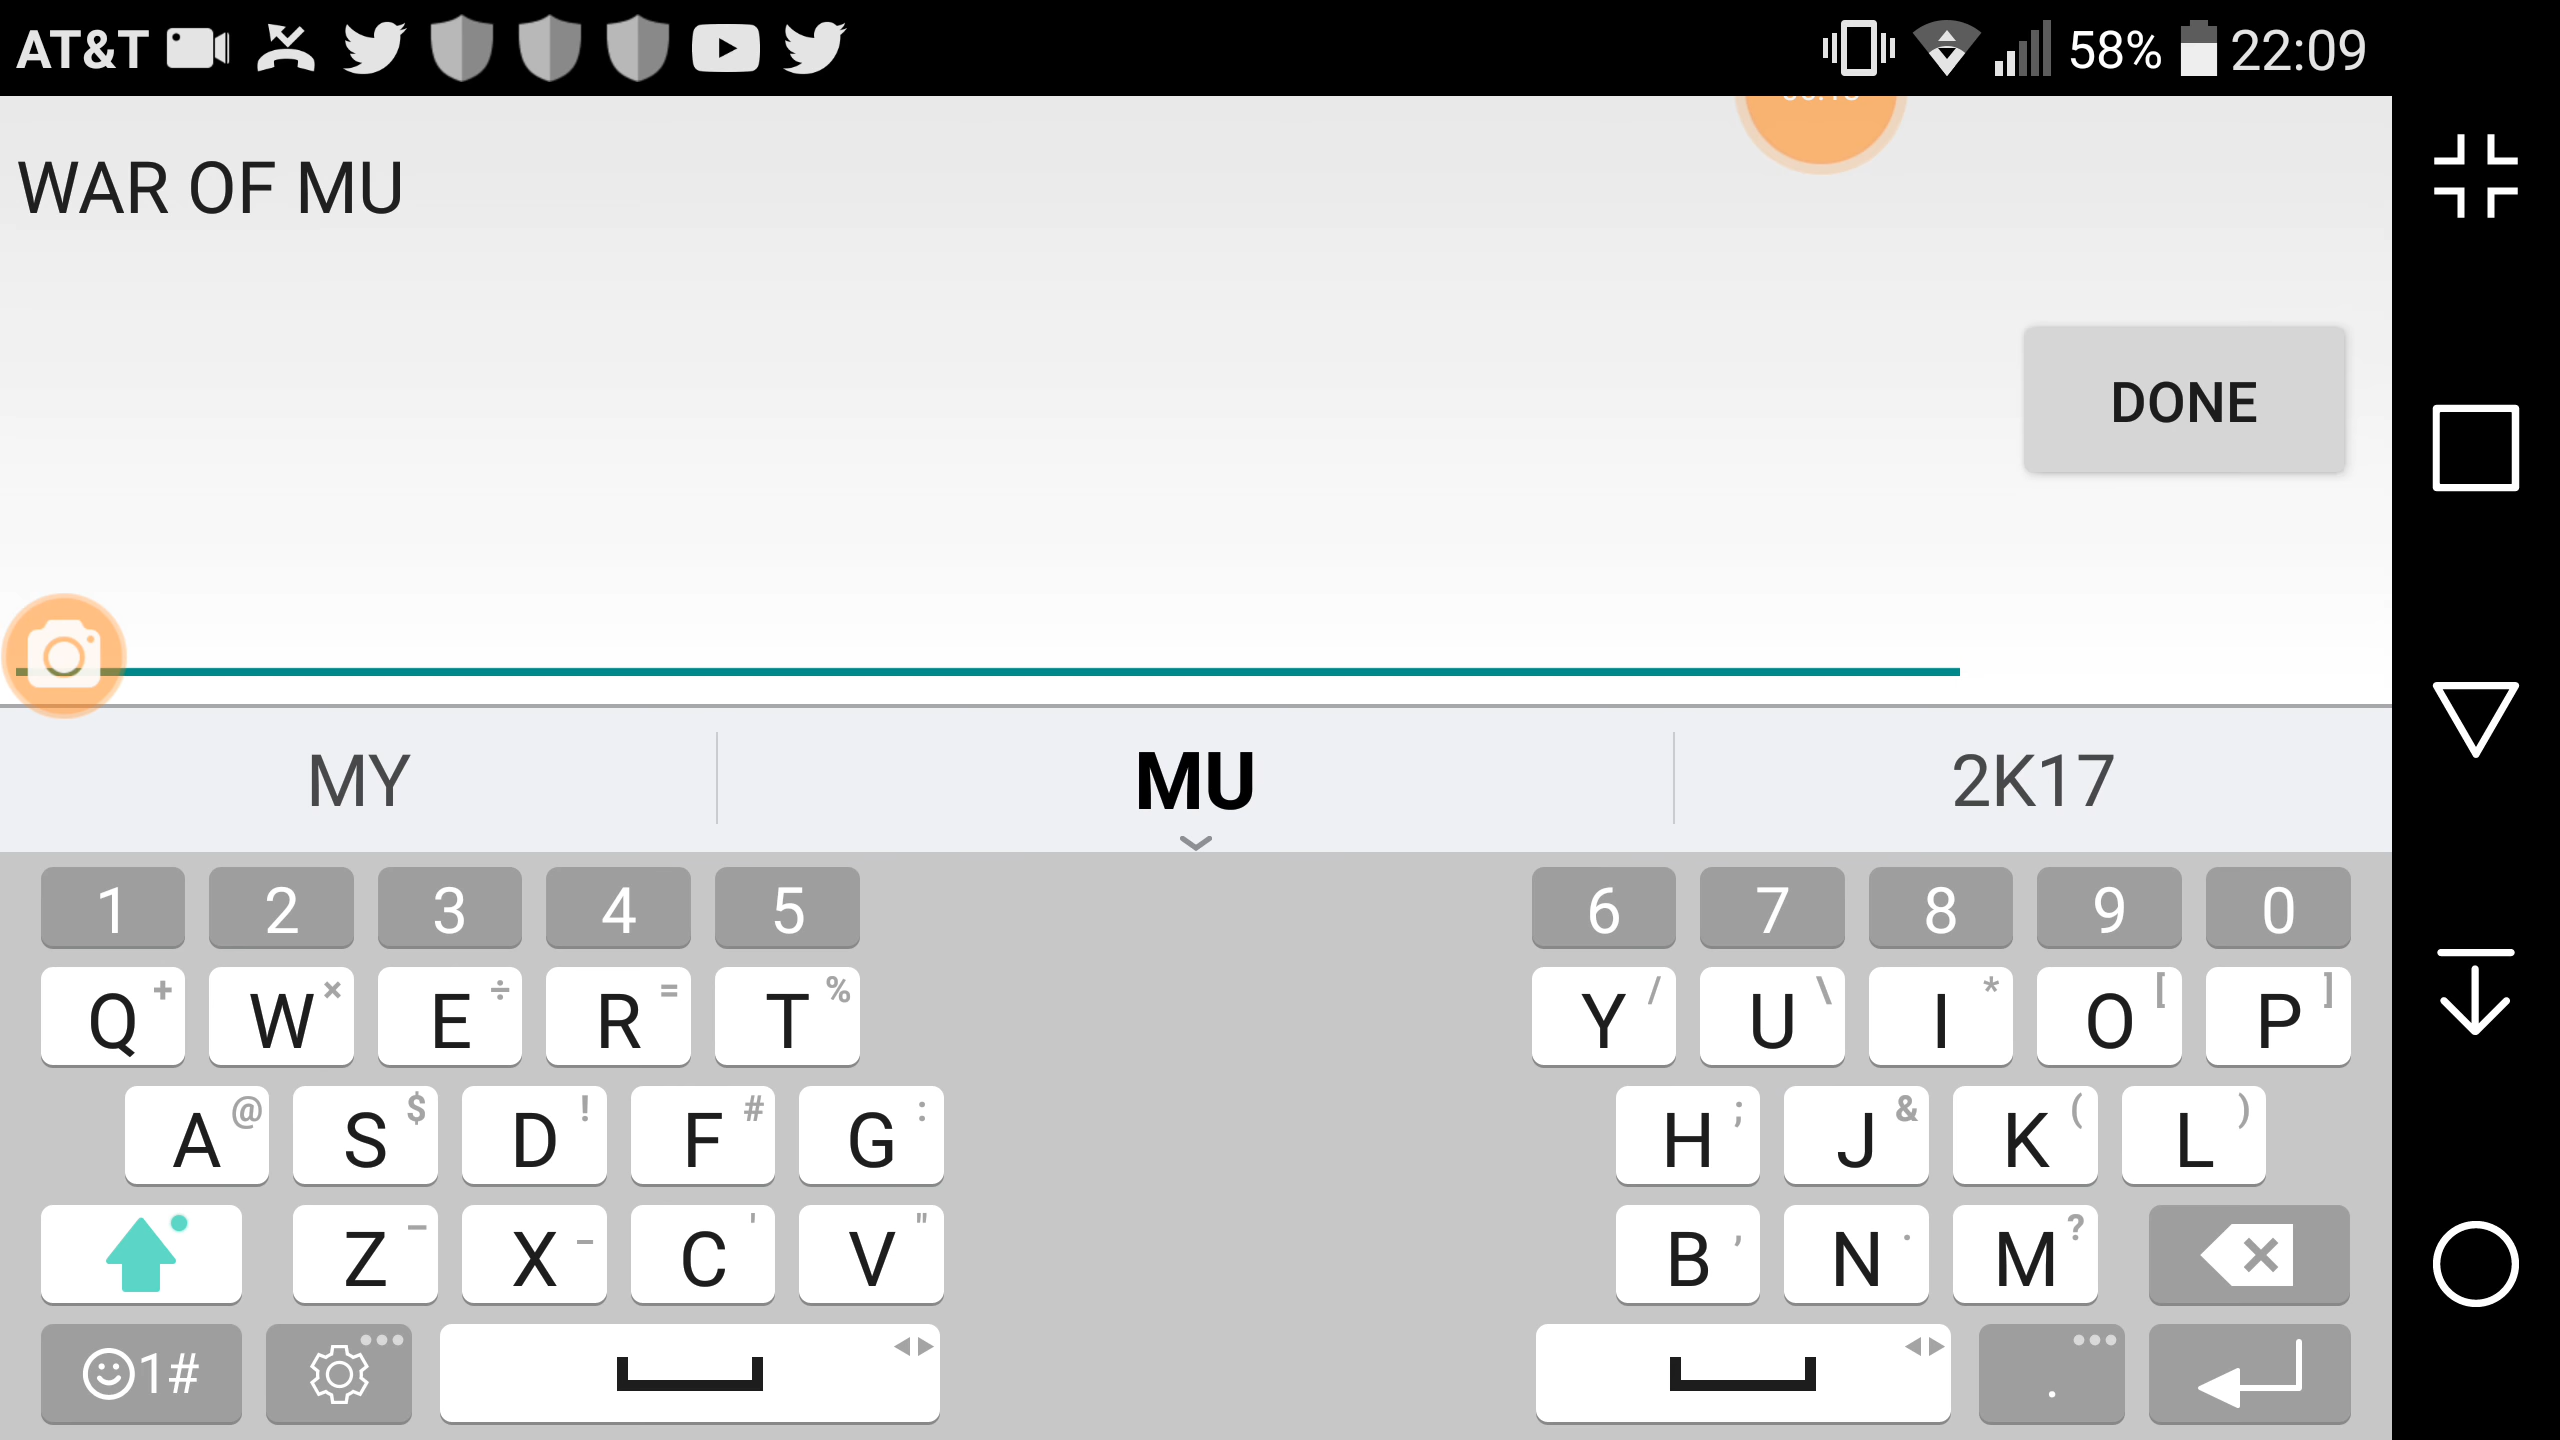 AT&T 58% 22:09
WAR OF MU
DONE
MY MU 2K17
1 2 3 4 5 6 7 8 9 0
Q + W × E ÷ R = T % Y / U \ I * O [ P ]
A @ S $ D ! F # G : H ; J & K ( L )
Z – X - C ' V " B , N . M ?
1# .